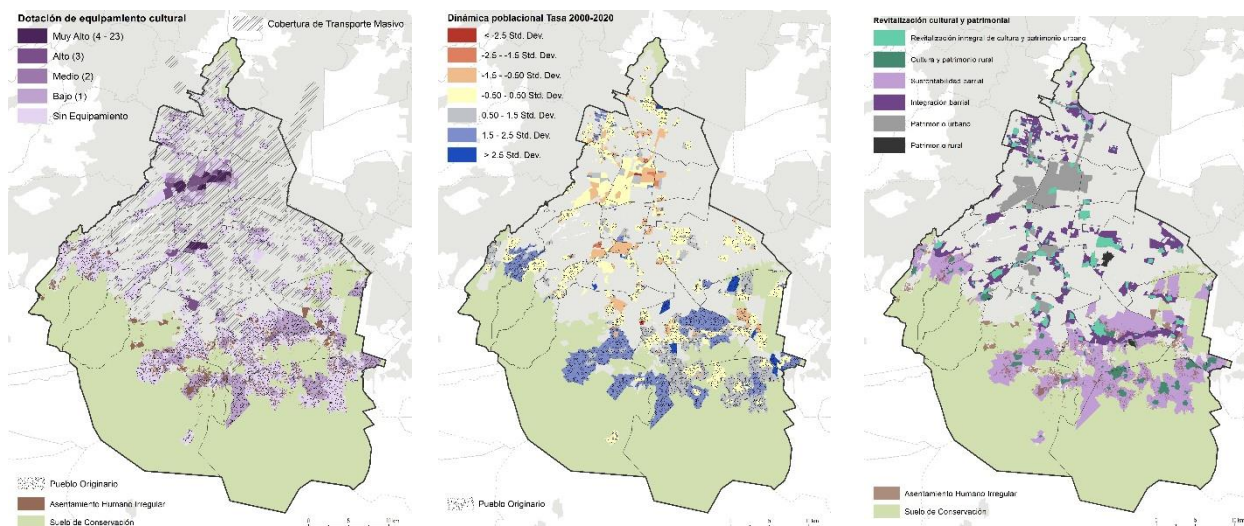 Dotación de equipamiento cultural
Cobertura de Transporte Masivo
Muy Alto (4 - 23)
Alto (3)
Medio (2)
Bajo (1)
Sin Equipamiento
Pueblo Originario
Asentamiento Humano Irregular
Suelo de Conservación
Dinámica poblacional Tasa 2000-2020
< -2.5 Std. Dev.
-2.5 - -1.5 Std. Dev.
-1.5 - -0.50 Std. Dev.
-0.50 - 0.50 Std. Dev.
0.50 - 1.5 Std. Dev.
1.5 - 2.5 Std. Dev.
> 2.5 Std. Dev.
Pueblo Originario
Revitalización cultural y patrimonial
Revitalización integral de cultura y patrimonio urbano
Cultura y patrimonio rural
Sustentabilidad barrial
Integración barrial
Patrimonio urbano
Patrimonio rural
Asentamiento Humano Irregular
Suelo de Conservación